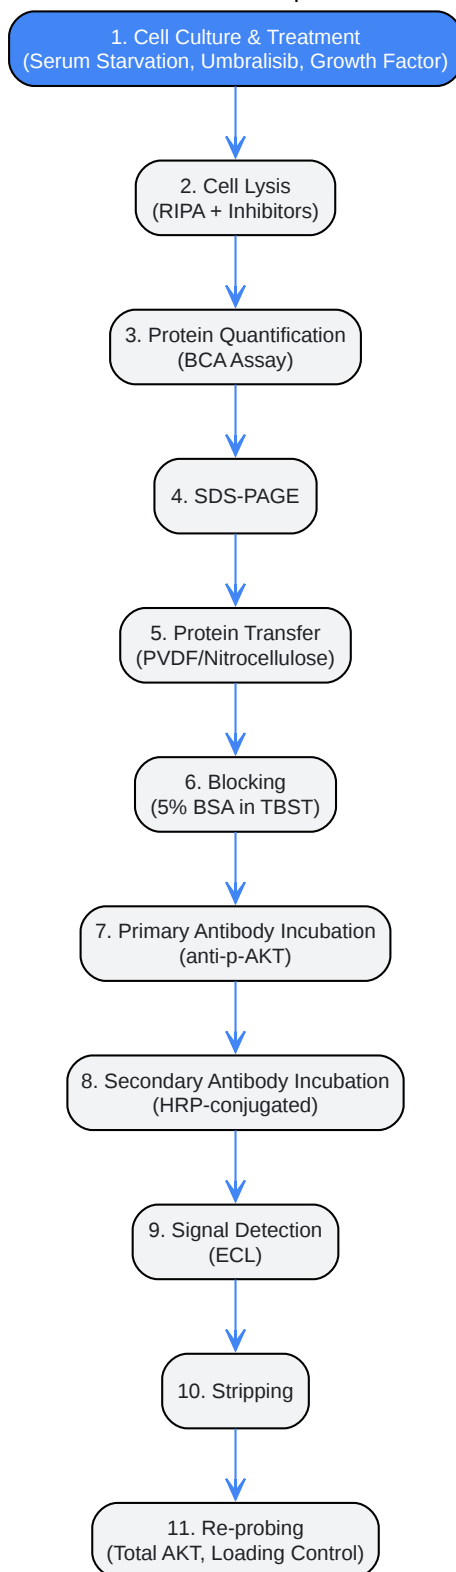 1. Cell Culture & Treatment
(Serum Starvation, Umbralisib, Growth Factor)
2. Cell Lysis
(RIPA + Inhibitors)
3. Protein Quantification
(BCA Assay)
4. SDS-PAGE
5. Protein Transfer
(PVDF/Nitrocellulose)
6. Blocking
(5% BSA in TBST)
7. Primary Antibody Incubation
(anti-p-AKT)
8. Secondary Antibody Incubation
(HRP-conjugated)
9. Signal Detection
(ECL)
10. Stripping
11. Re-probing
(Total AKT, Loading Control)